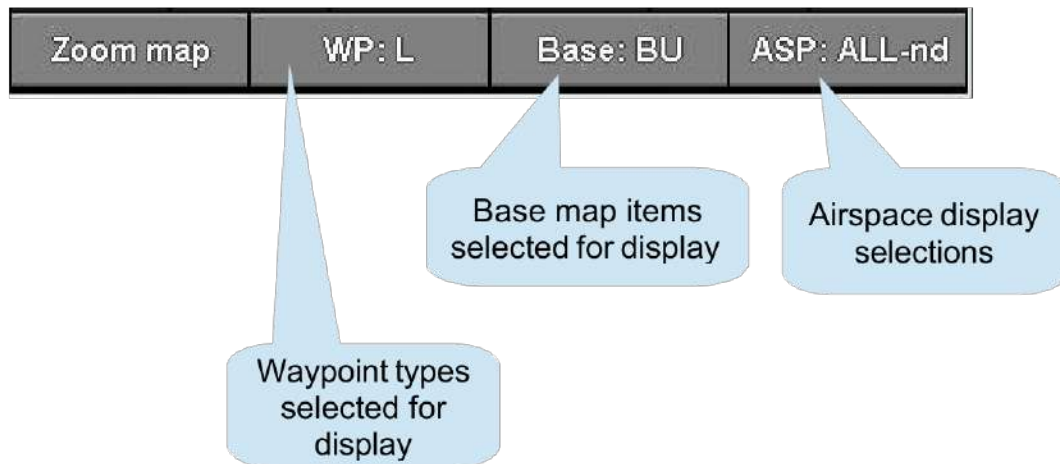 Zoom map WP: L Base: BU ASP: ALL-nd
Base map items
selected for display
Airspace display
selections
Waypoint types
selected for
display